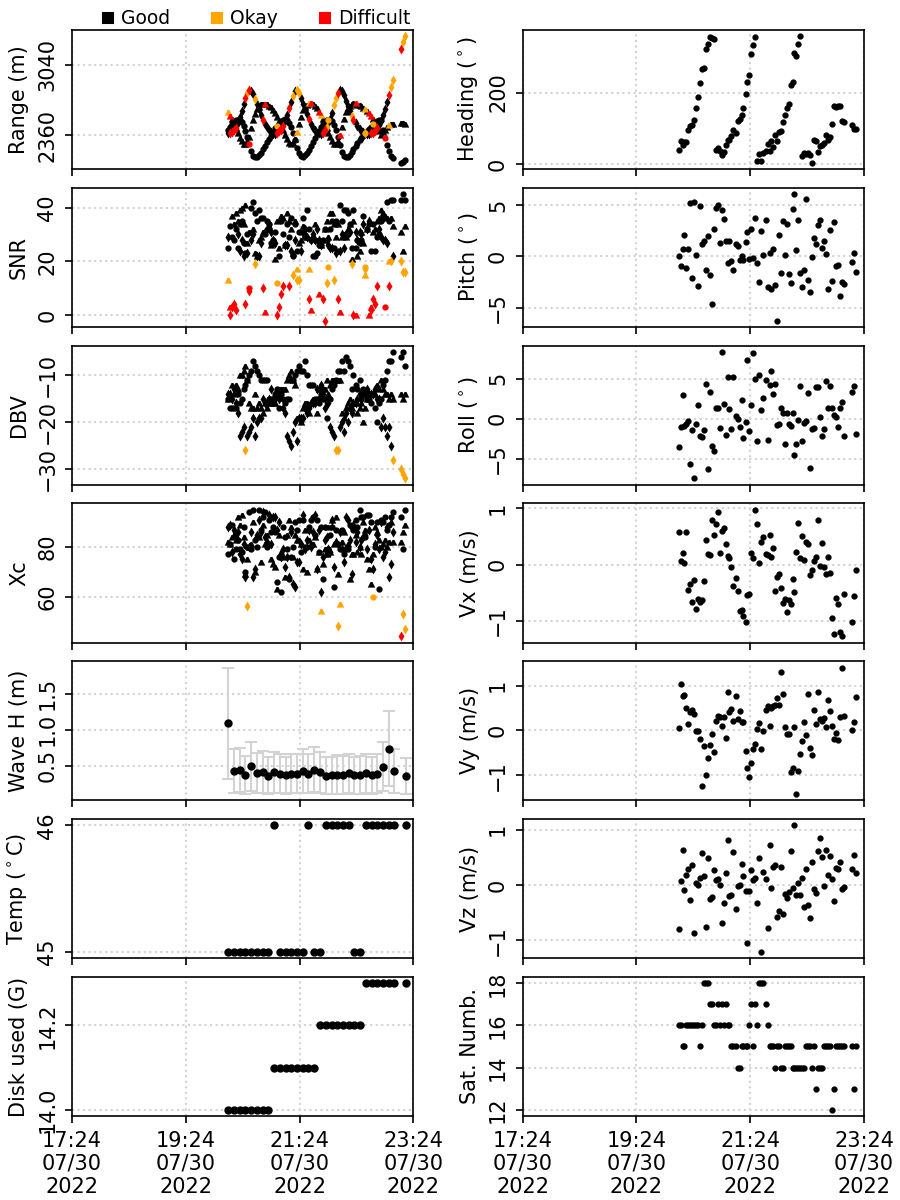 Good Okay Difficult
Range (m)
3040
2360
Heading (°)
200
0
SNR
40
20
0
Pitch (°)
5
0
−5
DBV
−10
−20
−30
Roll (°)
5
0
−5
Xc
80
60
Vx (m/s)
1
0
−1
Wave H (m)
1.5
1.0
0.5
Vy (m/s)
1
0
−1
Temp (°C)
46
45
Vz (m/s)
1
0
−1
Disk used (G)
14.2
14.0
Sat. Numb.
18
16
14
12
17:24 19:24 21:24 23:24 17:24 19:24 21:24 23:24
07/30 07/30 07/30 07/30 07/30 07/30 07/30 07/30
2022 2022 2022 2022 2022 2022 2022 2022